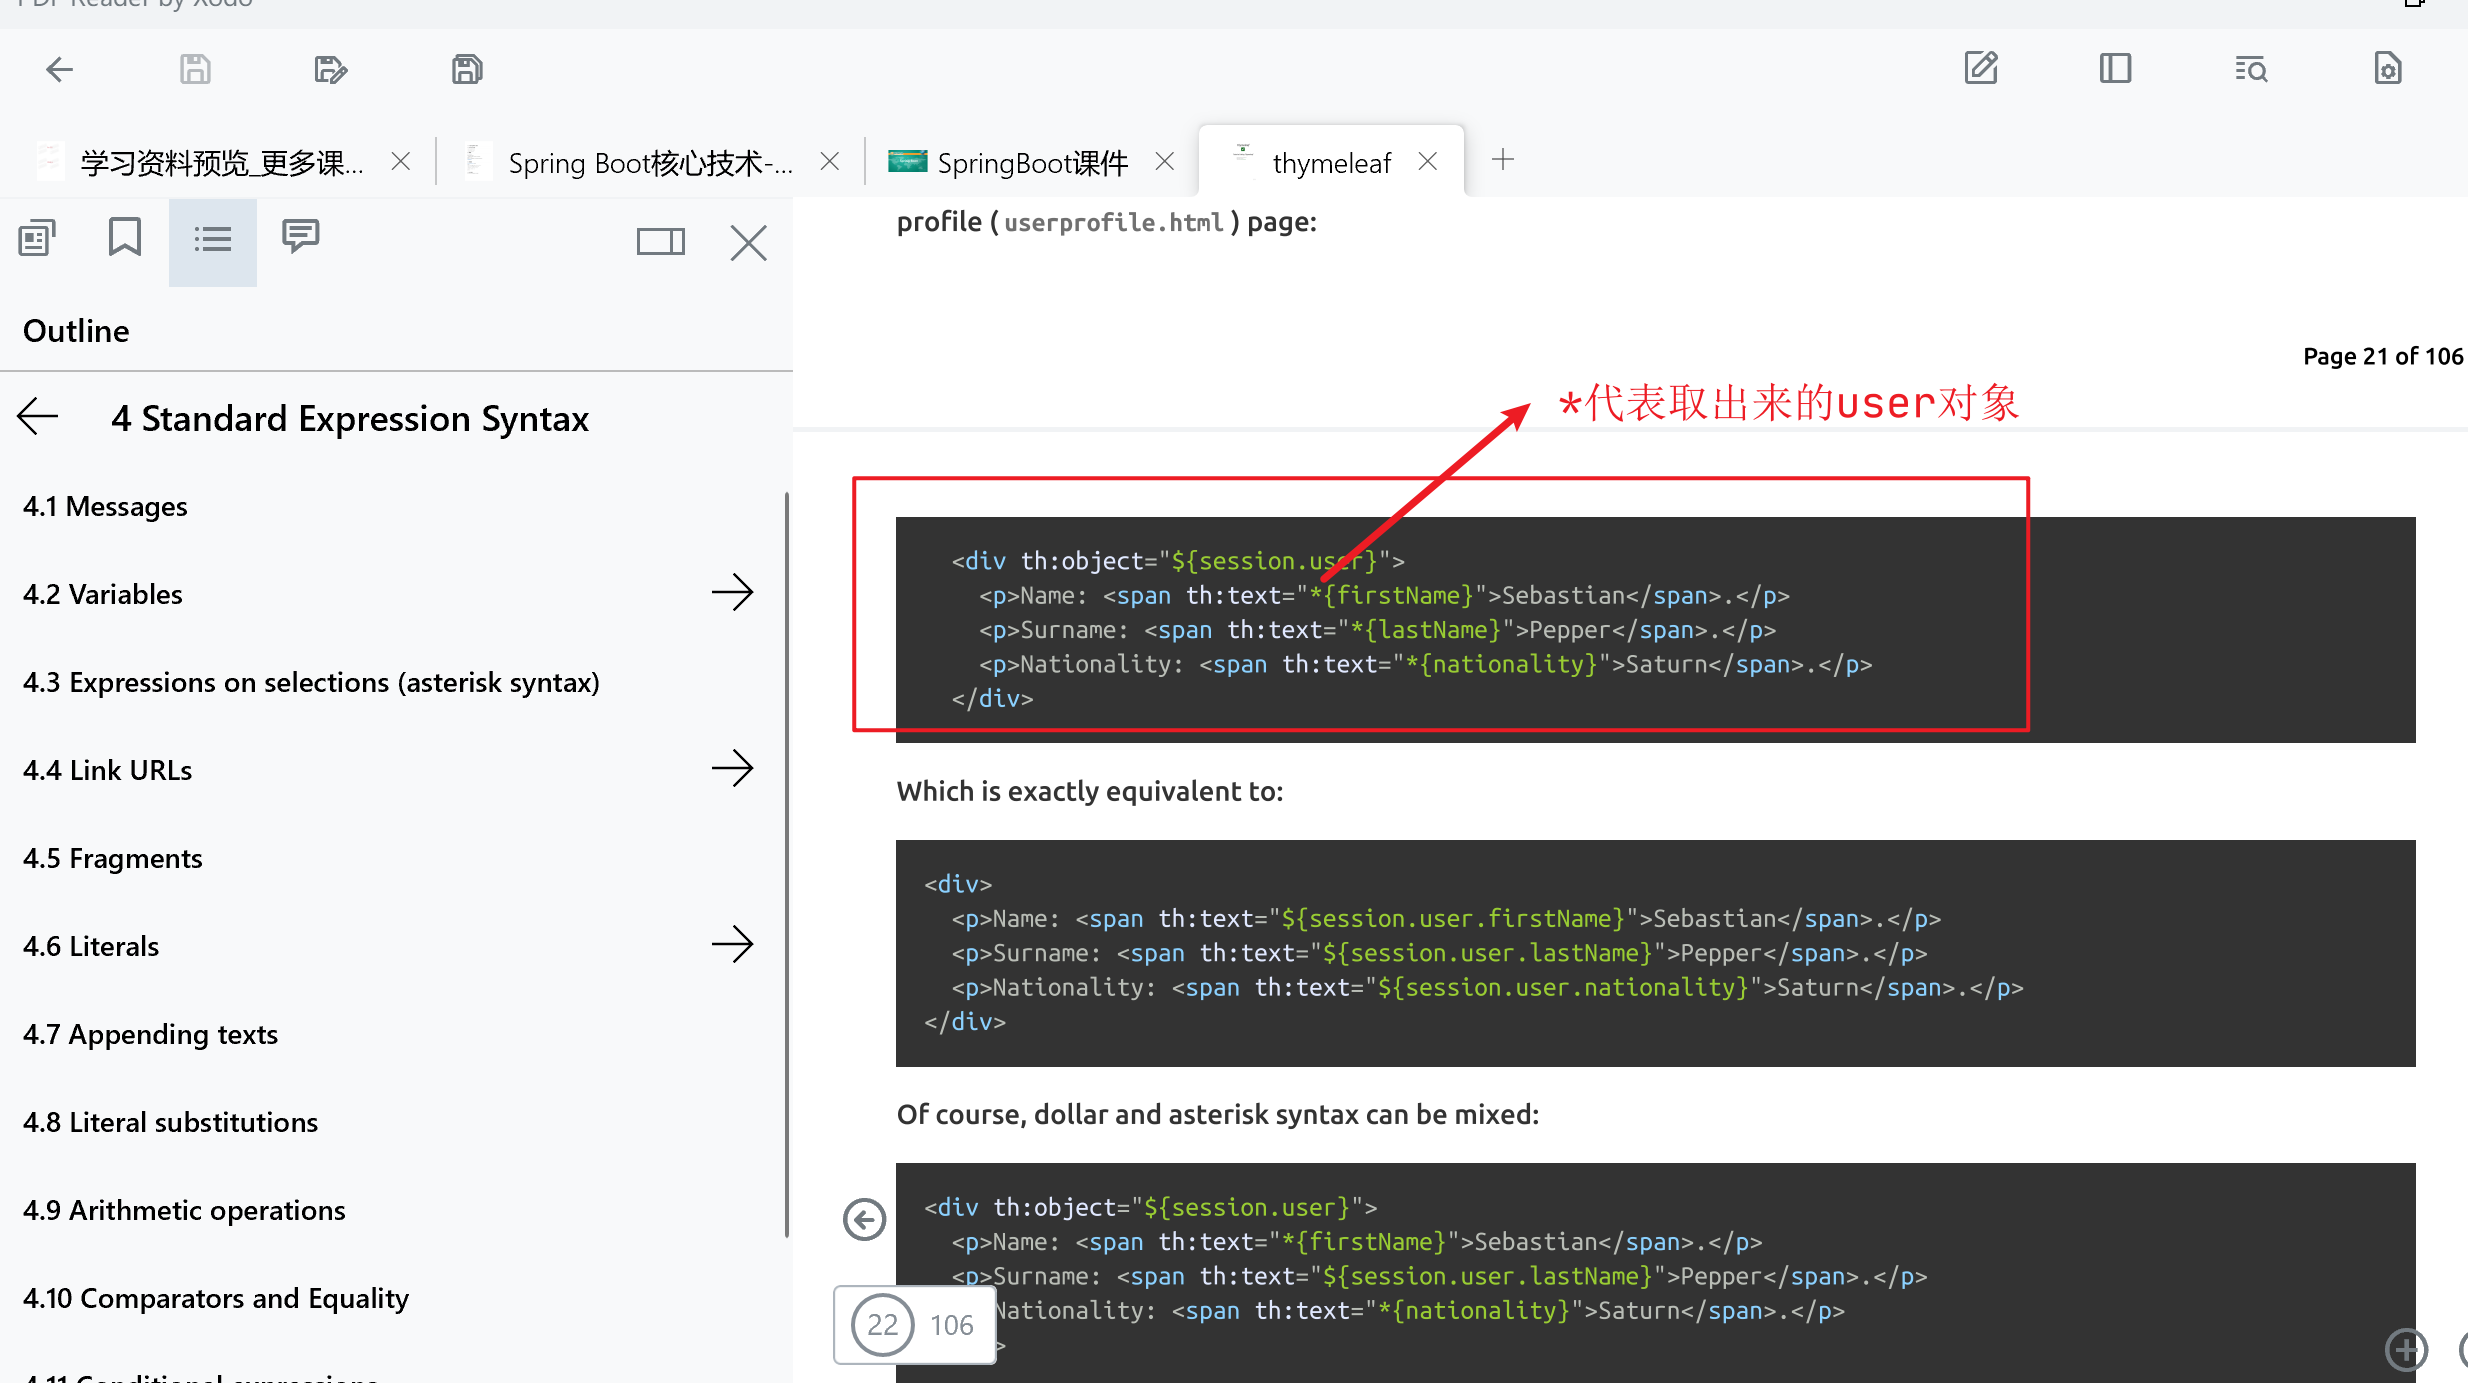 PDF Reader by Xodo
学习资料预览_更多课...
Spring Boot核心技术-...
SpringBoot课件
thymeleaf
Outline
4 Standard Expression Syntax
4.1 Messages
4.2 Variables
4.3 Expressions on selections (asterisk syntax)
4.4 Link URLs
4.5 Fragments
4.6 Literals
4.7 Appending texts
4.8 Literal substitutions
4.9 Arithmetic operations
4.10 Comparators and Equality
4.11 Conditional expressions
profile (userprofile.html) page:
Page 21 of 106
*代表取出来的user对象
<div th:object="${session.user}">
<p>Name: <span th:text="*{firstName}">Sebastian</span>.</p>
<p>Surname: <span th:text="*{lastName}">Pepper</span>.</p>
<p>Nationality: <span th:text="*{nationality}">Saturn</span>.</p>
</div>
Which is exactly equivalent to:
<div>
<p>Name: <span th:text="${session.user.firstName}">Sebastian</span>.</p>
<p>Surname: <span th:text="${session.user.lastName}">Pepper</span>.</p>
<p>Nationality: <span th:text="${session.user.nationality}">Saturn</span>.</p>
</div>
Of course, dollar and asterisk syntax can be mixed:
<div th:object="${session.user}">
<p>Name: <span th:text="*{firstName}">Sebastian</span>.</p>
<p>Surname: <span th:text="${session.user.lastName}">Pepper</span>.</p>
Nationality: <span th:text="*{nationality}">Saturn</span>.</p>
>
22 106